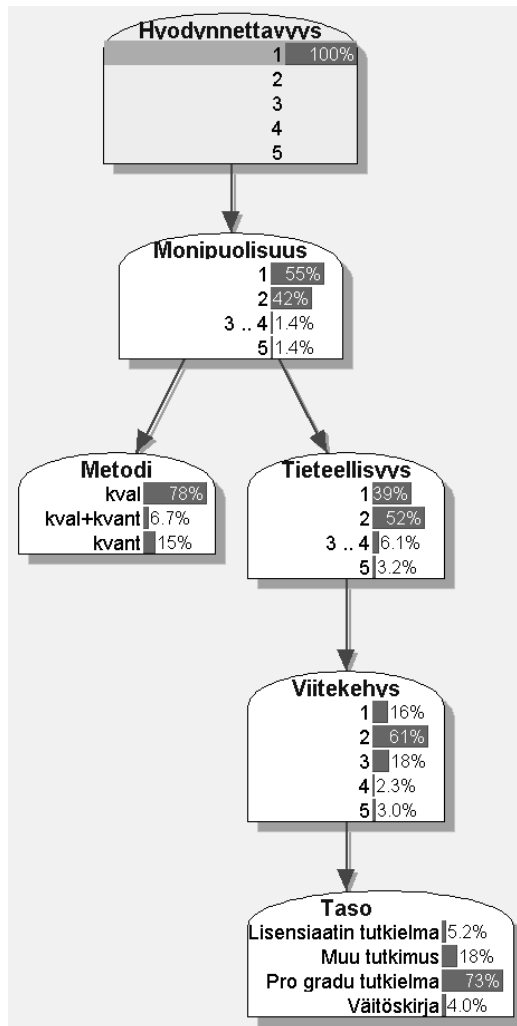 Hyodynnettavyys
1 100%
2
3
4
5
Monipuolisuus
1 55%
2 42%
3 .. 4 1.4%
5 1.4%
Metodi
kval 78%
kval+kvant 6.7%
kvant 15%
Tieteellisyys
1 39%
2 52%
3 .. 4 6.1%
5 3.2%
Viitekehys
1 16%
2 61%
3 18%
4 2.3%
5 3.0%
Taso
Lisensiaatin tutkielma 5.2%
Muu tutkimus 18%
Pro gradu tutkielma 73%
Väitöskirja 4.0%